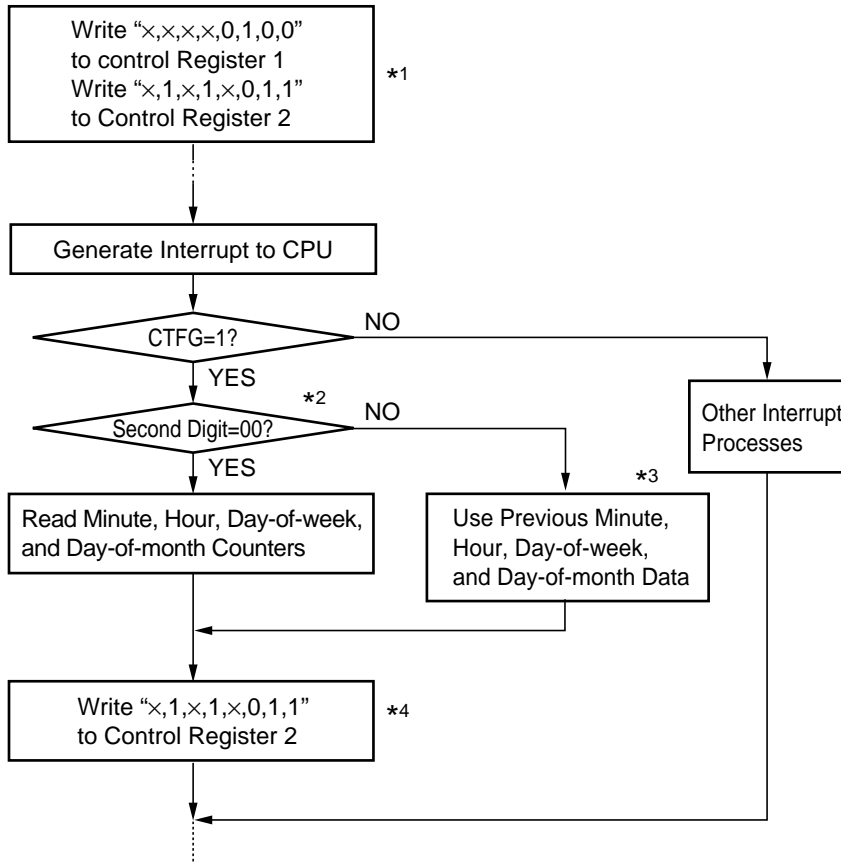 Write “×,×,×,×,0,1,0,0”
to control Register 1
Write “×,1,×,1,×,0,1,1”
to Control Register 2
*1
Generate Interrupt to CPU
CTFG=1?
NO
YES
*2
Second Digit=00?
NO
YES
Other Interrupt
Processes
*3
Read Minute, Hour, Day-of-week,
and Day-of-month Counters
Use Previous Minute,
Hour, Day-of-week,
and Day-of-month Data
Write “×,1,×,1,×,0,1,1”
to Control Register 2
*4